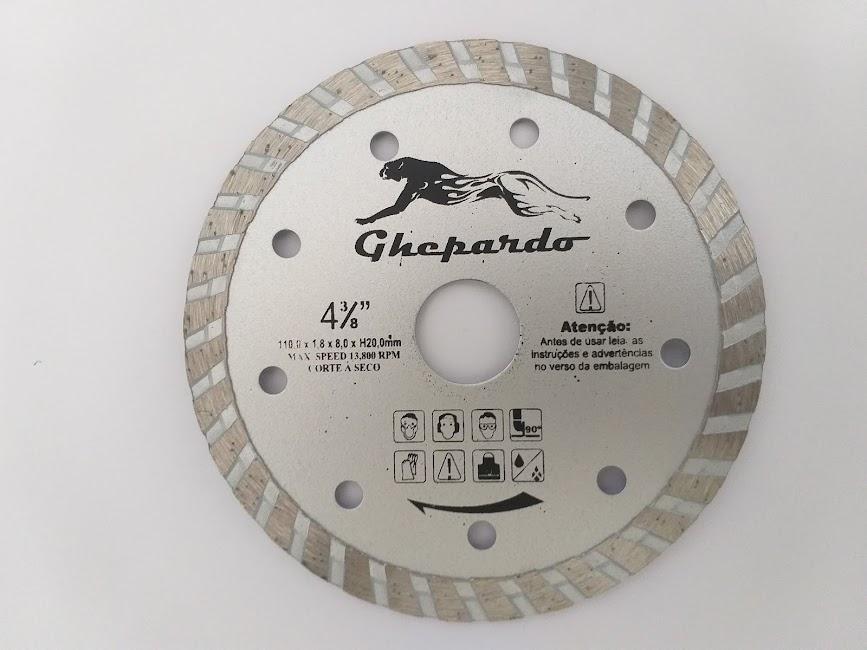 Ghepardo
4⅜"
110,0 x 1,8 x 8,0 x H20,0mm
MAX. SPEED 13,800 RPM
CORTE À SECO
Atenção:
Antes de usar leia as
instruções e advertências
no verso da embalagem
90°